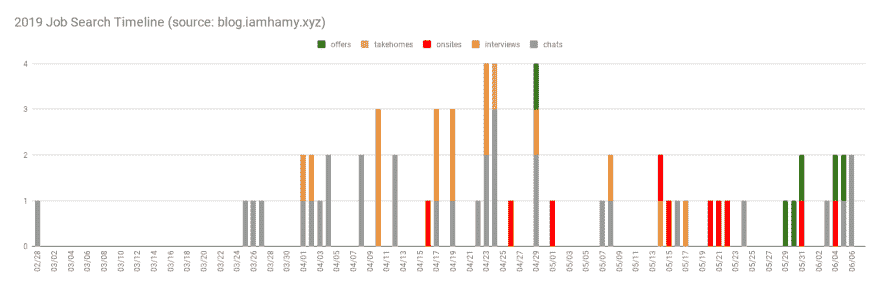 2019 Job Search Timeline (source: blog.iamhamy.xyz)
offers takehomes onsites interviews chats
4
3
2
1
0
02/28 03/02 03/04 03/06 03/08 03/10 03/12 03/14 03/16 03/18 03/20 03/22 03/24 03/26 03/28 03/30 04/01 04/03 04/05 04/07 04/09 04/11 04/13 04/15 04/17 04/19 04/21 04/23 04/25 04/27 04/29 05/01 05/03 05/05 05/07 05/09 05/11 05/13 05/15 05/17 05/19 05/21 05/23 05/25 05/27 05/29 05/31 06/02 06/04 06/06